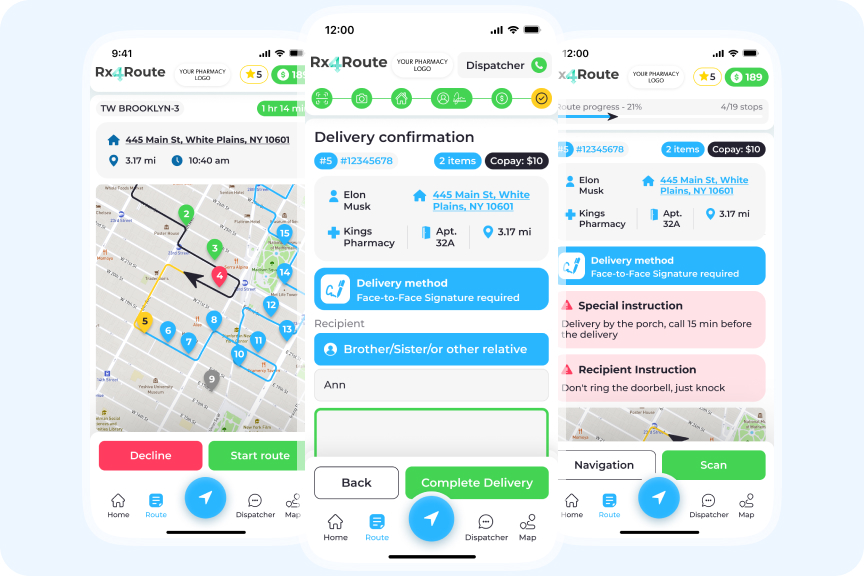 9:41
Rx4Route
YOUR PHARMACY
LOGO
5
$
TW BROOKLYN-3
1 hr 14
445 Main St, White Plains, NY 10601
3.17 mi
10:40 am
2
3
4
5
6
7
8
9
10
11
12
13
14
15
Decline
Start route
Home
Route
Dispatcher
Map
12:00
Rx4Route
YOUR PHARMACY
LOGO
Dispatcher
$
Delivery confirmation
#5 #12345678
2 items
Copay: $10
Elon
Musk
445 Main St, White
Plains, NY 10601
Kings
Pharmacy
Apt.
32A
3.17 mi
Delivery method
Face-to-Face Signature required
Recipient
Brother/Sister/or other relative
Ann
Back
Complete Delivery
Home
Route
Dispatcher
Map
12:00
x4Route
YOUR PHARMACY
LOGO
5
$ 189
Route progress - 21%
4/19 stops
#5 #12345678
2 items
Copay: $10
Elon
Musk
445 Main St, White
Plains, NY 10601
Kings
Pharmacy
Apt.
32A
3.17 mi
Delivery method
Face-to-Face Signature required
Special instruction
Delivery by the porch, call 15 min before
the delivery
Recipient Instruction
Don't ring the doorbell, just knock
Navigation
Scan
Home
Route
Dispatcher
Map